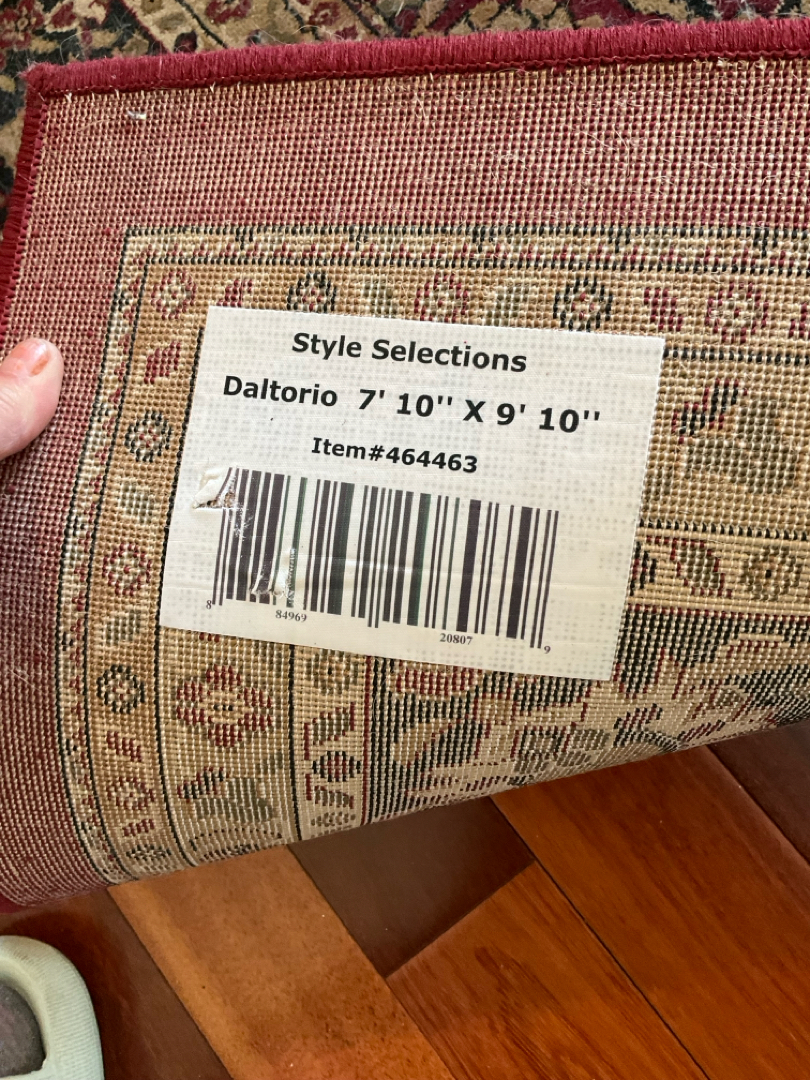 Style Selections
Daltorio 7' 10'' X 9' 10''
Item#464463
8 84969 20807 9